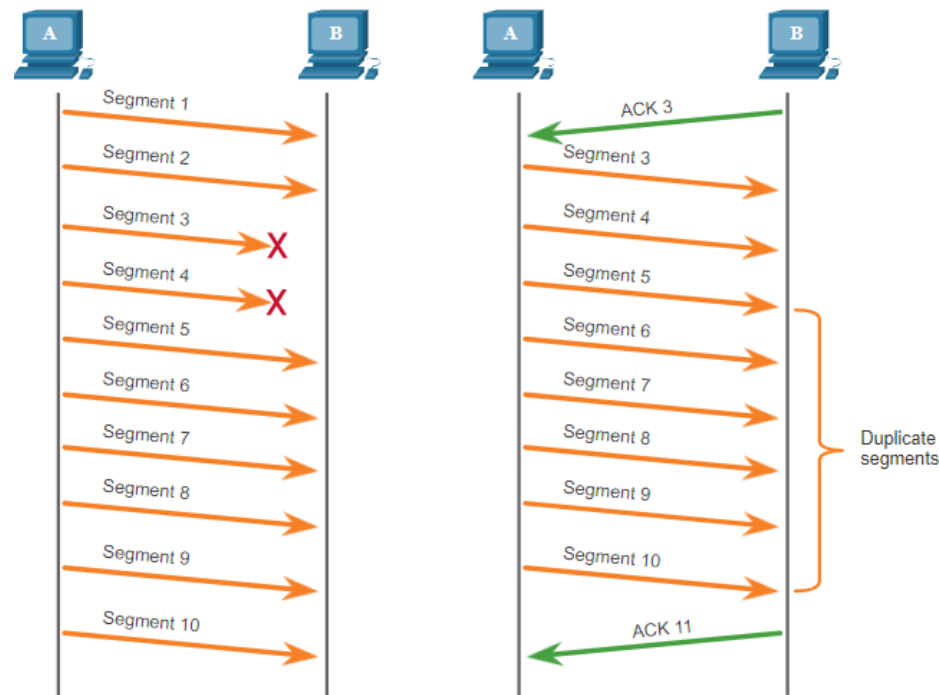 A
B
Segment 1
Segment 2
Segment 3
X
Segment 4
X
Segment 5
Segment 6
Segment 7
Segment 8
Segment 9
Segment 10
A
B
ACK 3
Segment 3
Segment 4
Segment 5
Segment 6
Segment 7
Segment 8
Segment 9
Segment 10
ACK 11
Duplicate
segments